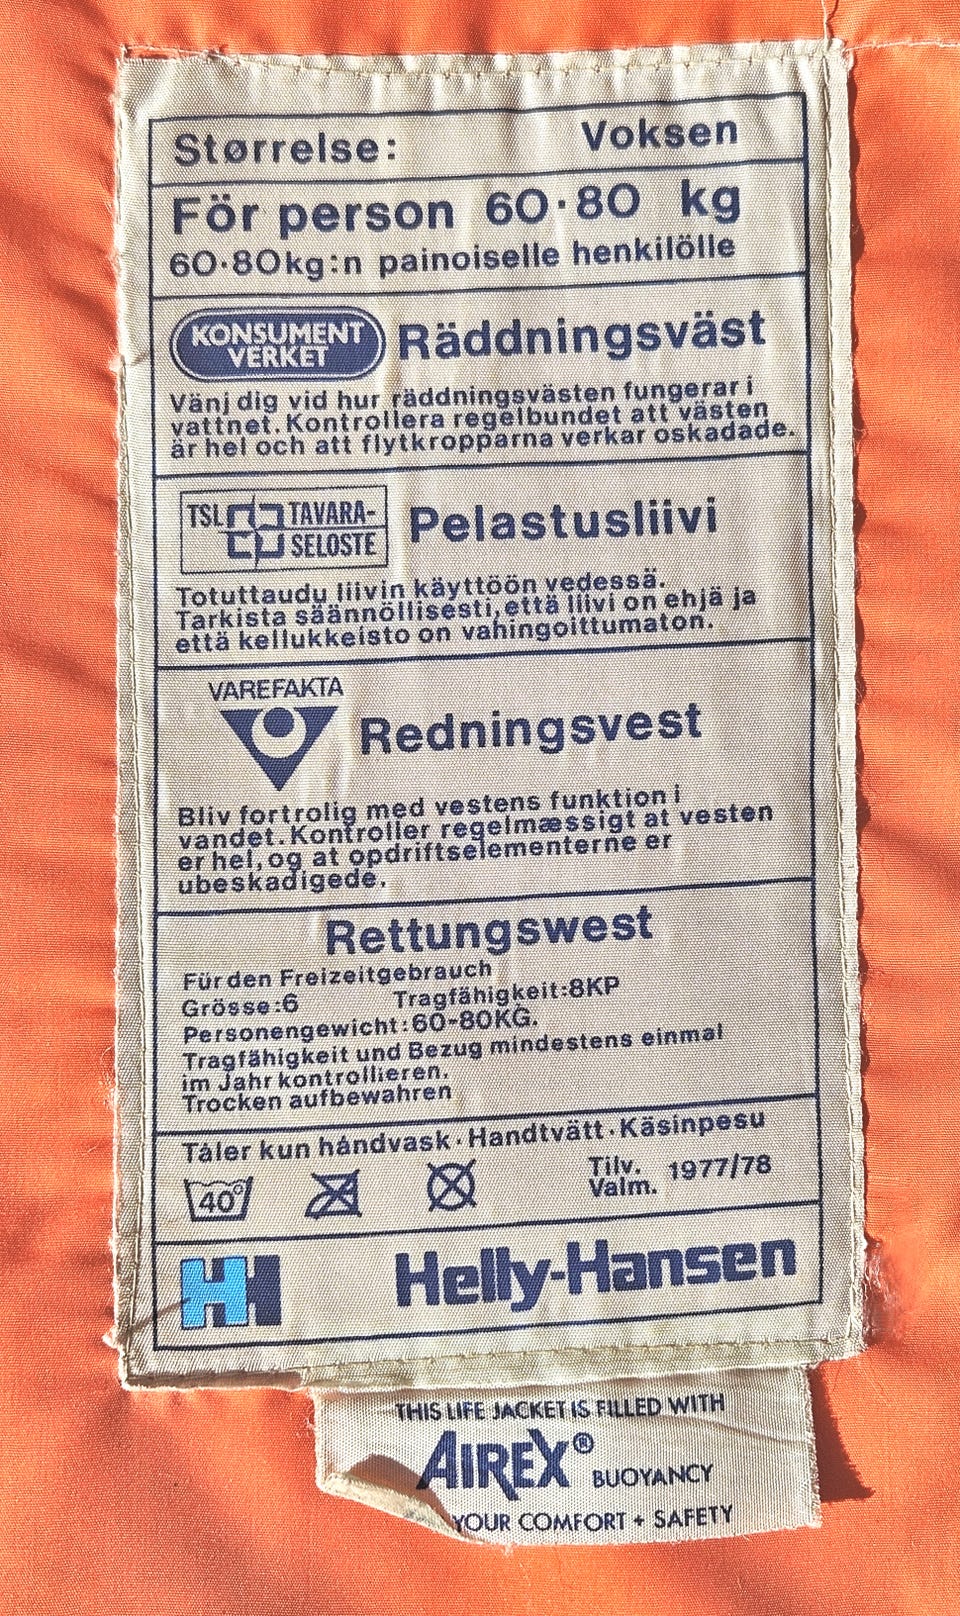 Størrelse: Voksen
För person 60·80 kg
60·80kg:n painoiselle henkilölle
KONSUMENT
VERKET
Räddningsväst
Vänj dig vid hur räddningsvästen fungerar i
vattnet. Kontrollera regelbundet att västen
är hel och att flytkropparna verkar oskadade.
TSL TAVARA-
SELOSTE
Pelastusliivi
Totuttaudu liivin käyttöön vedessä.
Tarkista säännöllisesti, että liivi on ehjä ja
että kellukkeisto on vahingoittumaton.
VAREFAKTA
Redningsvest
Bliv fortrolig med vestens funktion i
vandet. Kontroller regelmæssigt at vesten
er hel, og at opdriftselementerne er
ubeskadigede.
Rettungswest
Für den Freizeitgebrauch
Grösse:6 Tragfähigkeit:8KP
Personengewicht:60-80KG.
Tragfähigkeit und Bezug mindestens einmal
im Jahr kontrollieren.
Trocken aufbewahren
Tåler kun håndvask · Handtvätt · Käsinpesu
40° Tilv. 1977/78
Valm.
HH Helly-Hansen
THIS LIFE JACKET IS FILLED WITH
AIREX® BUOYANCY
YOUR COMFORT + SAFETY